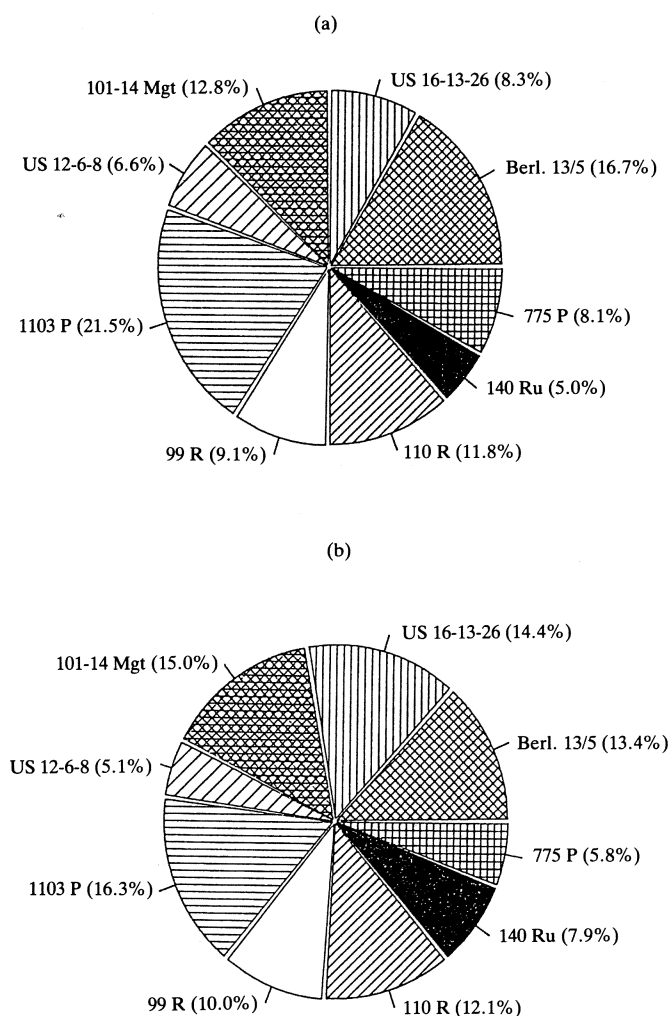 (a)
101-14 Mgt (12.8%)
US 16-13-26 (8.3%)
US 12-6-8 (6.6%)
Berl. 13/5 (16.7%)
1103 P (21.5%)
775 P (8.1%)
140 Ru (5.0%)
99 R (9.1%)
110 R (11.8%)
(b)
US 16-13-26 (14.4%)
101-14 Mgt (15.0%)
Berl. 13/5 (13.4%)
US 12-6-8 (5.1%)
775 P (5.8%)
1103 P (16.3%)
140 Ru (7.9%)
99 R (10.0%)
110 R (12.1%)